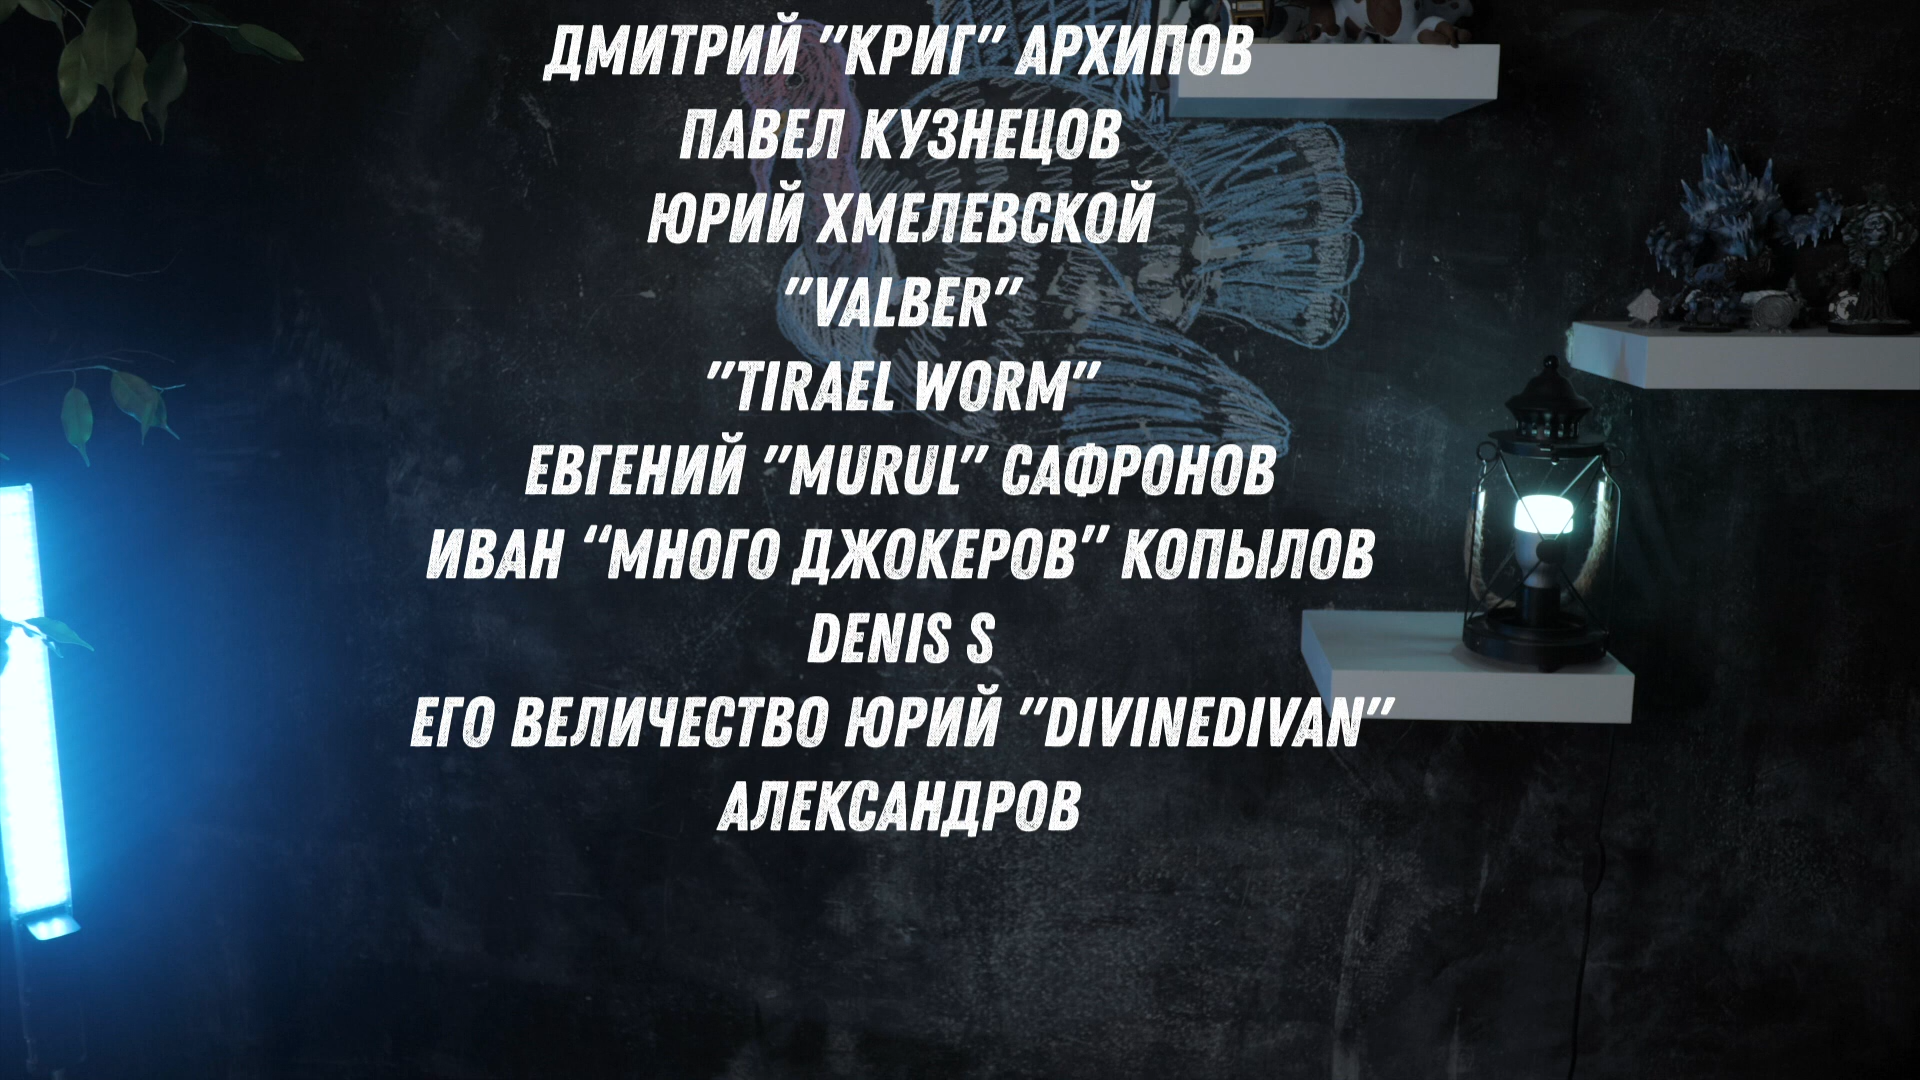 ДМИТРИЙ "КРИГ" АРХИПОВ
ПАВЕЛ КУЗНЕЦОВ
ЮРИЙ ХМЕЛЕВСКОЙ
"VALBER"
"TIRAEL WORM"
ЕВГЕНИЙ "MURUL" САФРОНОВ
ИВАН “МНОГО ДЖОКЕРОВ” КОПЫЛОВ
DENIS S
ЕГО ВЕЛИЧЕСТВО ЮРИЙ "DIVINEDIVAN"
АЛЕКСАНДРОВ